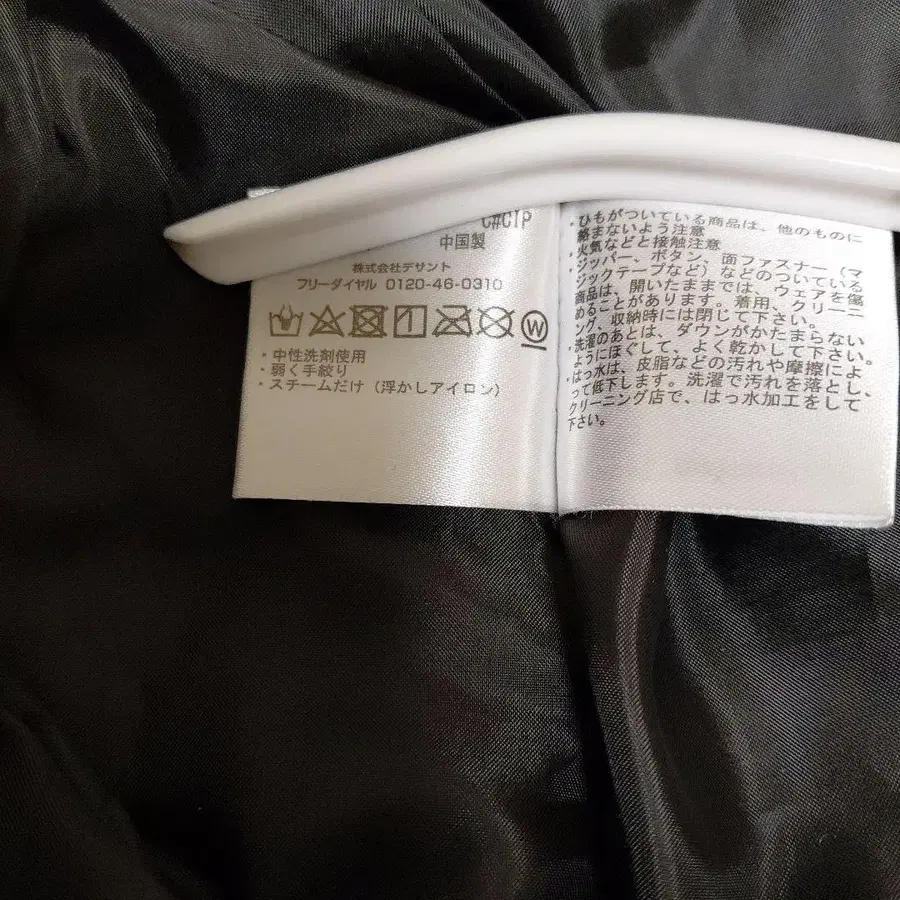 C#CTP
中国製
株式会社デサント
フリーダイヤル 0120-46-0310
W
・中性洗剤使用
・弱く手絞り
・スチームだけ（浮かしアイロン）
・ひもがついている商品は、他のものに
絡まないよう注意
・火気などと接触注意
・ジッパー、ボタン、面ファスナー（マ
ジックテープなど）などのついている
商品は、開いたままでは、ウェアを傷
めることがあります。着用、クリーニ
ング、収納時には閉じて下さい。
・洗濯のあとは、ダウンがかたまらない
ようにほぐして、よく乾かして下さい。
・はっ水は、皮脂などの汚れや摩擦によ
って低下します。洗濯で汚れを落とし、
クリーニング店で、はっ水加工をして
下さい。